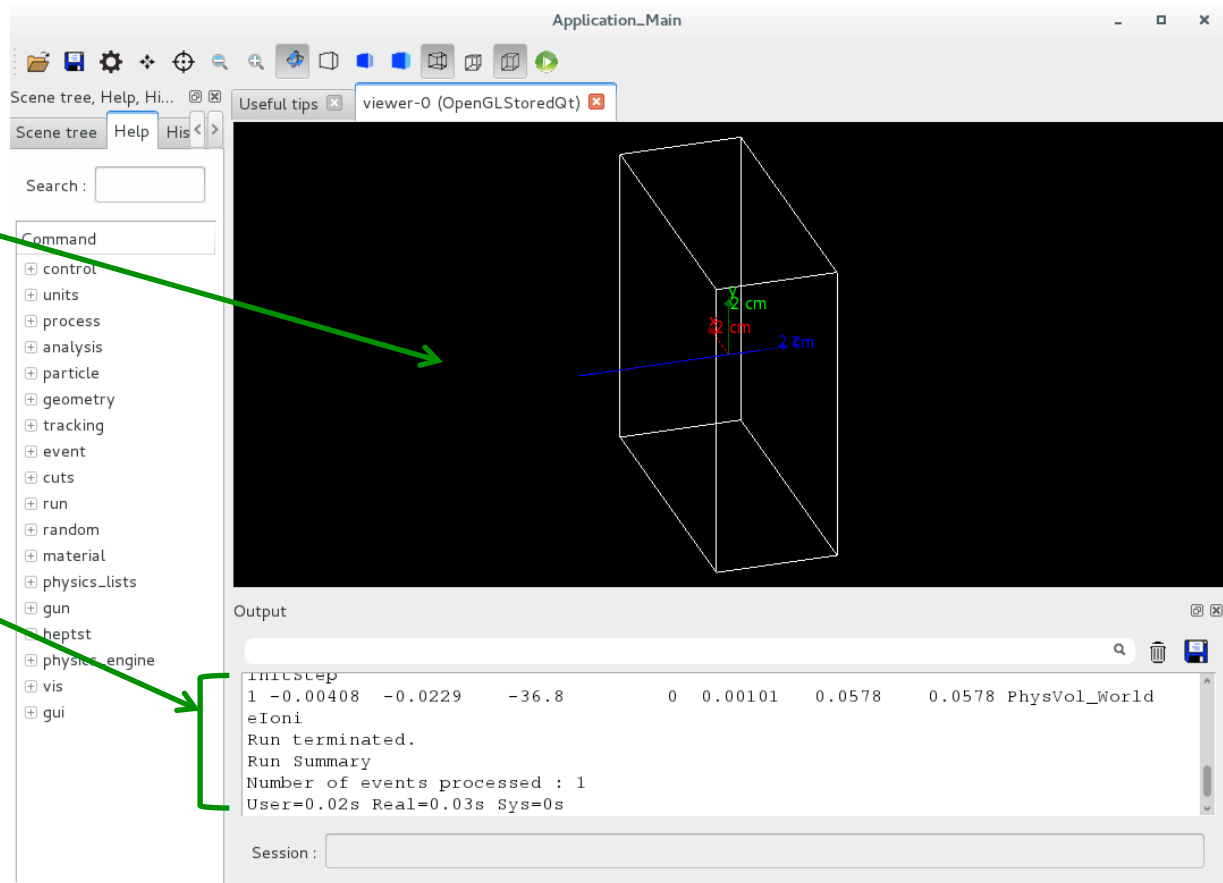 Application_Main
Scene tree, Help, Hi...
Useful tips
viewer-0 (OpenGLStoredQt)
Scene tree
Help
His
Search :
Command
control
units
process
analysis
particle
geometry
tracking
event
cuts
run
random
material
physics_lists
gun
heptst
physics_engine
vis
gui
y
2 cm
x
2 cm
2 zm
Output
InitStep
1 -0.00408 -0.0229 -36.8 0 0.00101 0.0578 0.0578 PhysVol_World
eIoni
Run terminated.
Run Summary
Number of events processed : 1
User=0.02s Real=0.03s Sys=0s
Session :